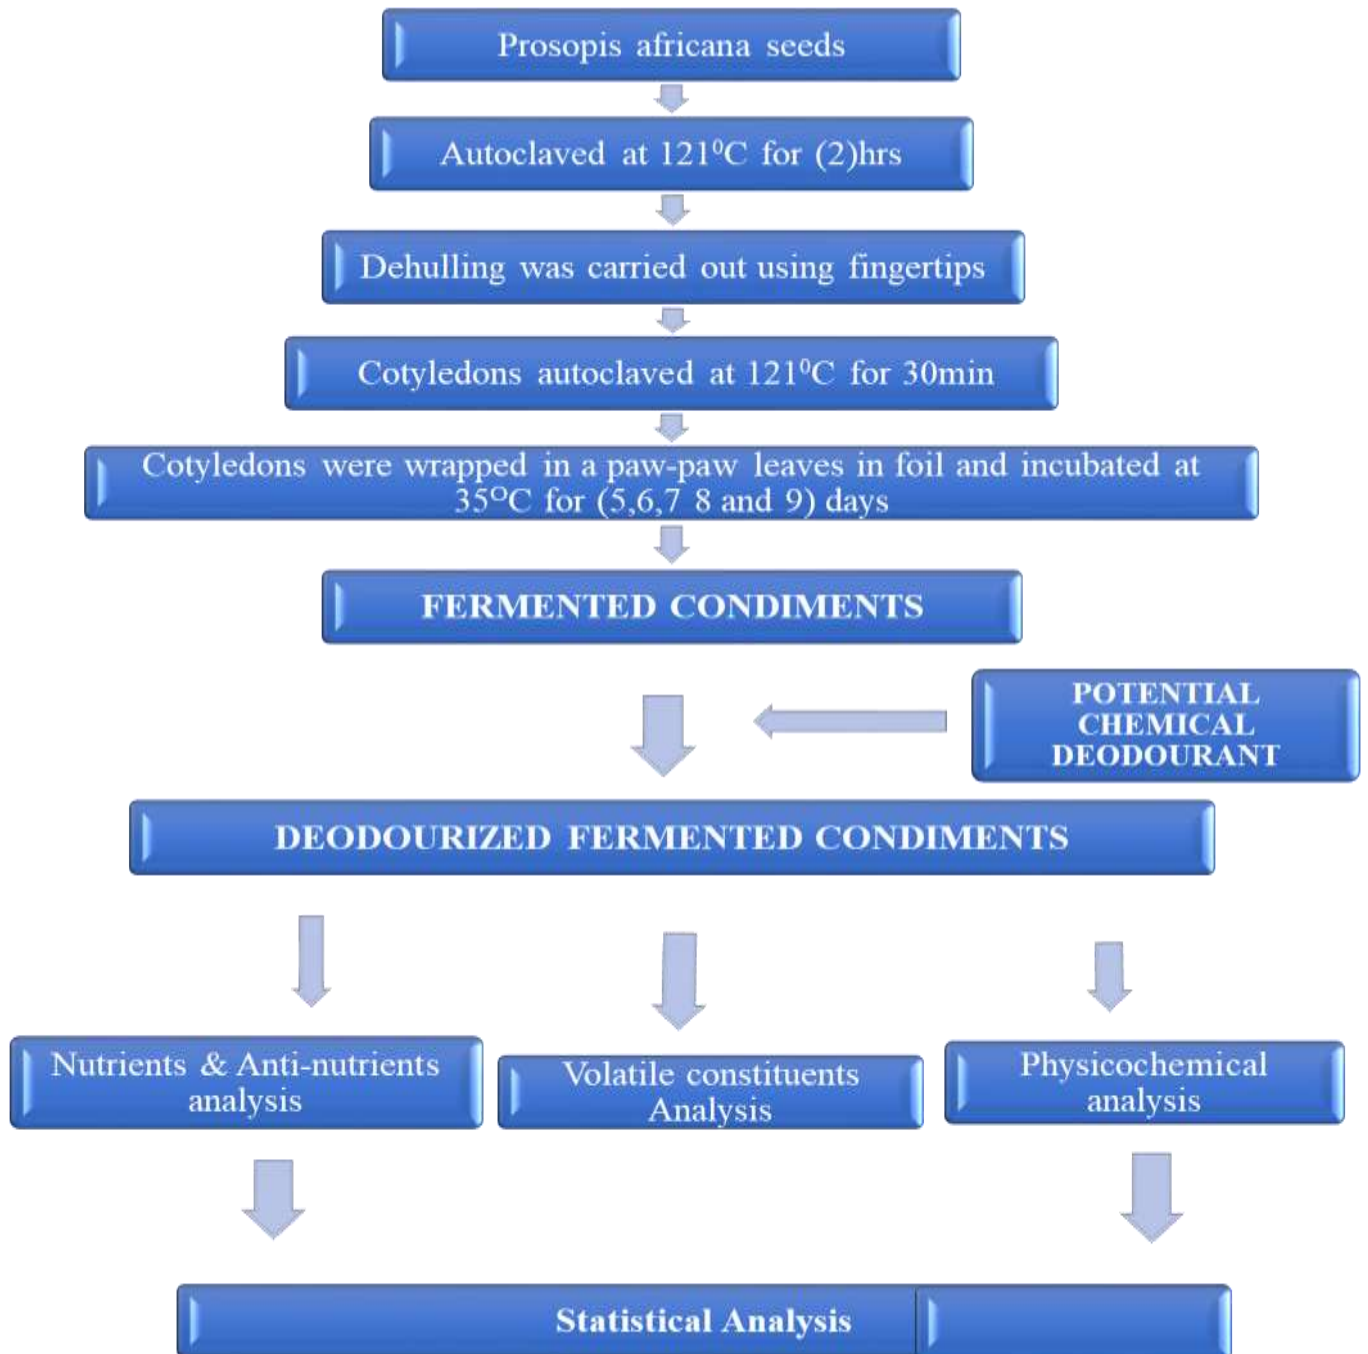 Prosopis africana seeds
Autoclaved at 121⁰C for (2)hrs
Dehulling was carried out using fingertips
Cotyledons autoclaved at 121⁰C for 30min
Cotyledons were wrapped in a paw-paw leaves in foil and incubated at
35ᴼC for (5,6,7 8 and 9) days
FERMENTED CONDIMENTS
POTENTIAL
CHEMICAL
DEODOURANT
DEODOURIZED FERMENTED CONDIMENTS
Nutrients & Anti-nutrients
analysis
Volatile constituents
Analysis
Physicochemical
analysis
Statistical Analysis